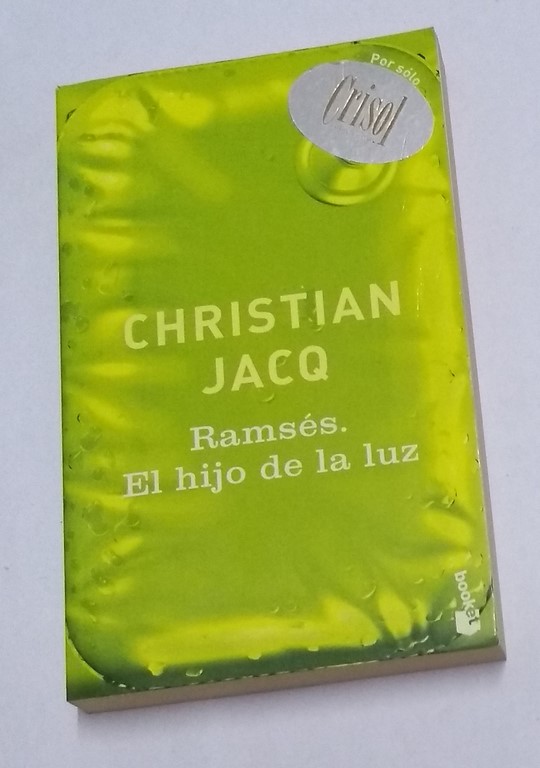 Por sólo
Crisol
CHRISTIAN
JACQ
Ramsés.
El hijo de la luz
booket